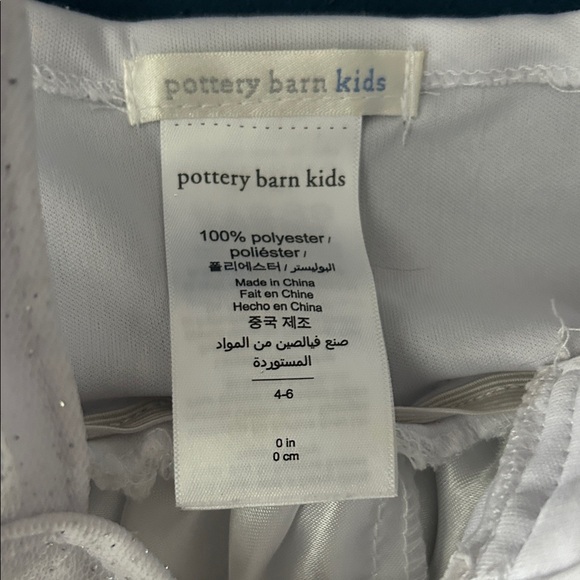 pottery barn kids
pottery barn kids
100% polyester /
poliéster /
폴리에스터 / البوليستر
Made in China
Fait en Chine
Hecho en China
중국 제조
صنع فيالصين من المواد
المستوردة
4-6
0 in
0 cm